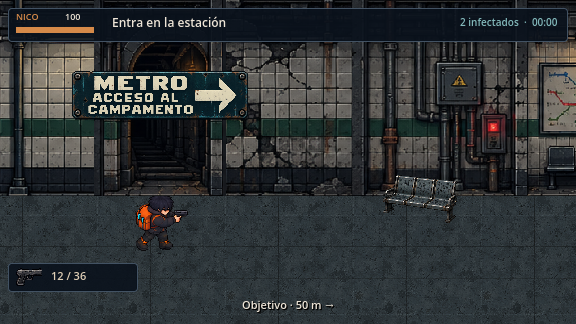 NICO 100
Entra en la estación
2 infectados · 00:00
METRO
ACCESO AL
CAMPAMENTO
12 / 36
Objetivo · 50 m →